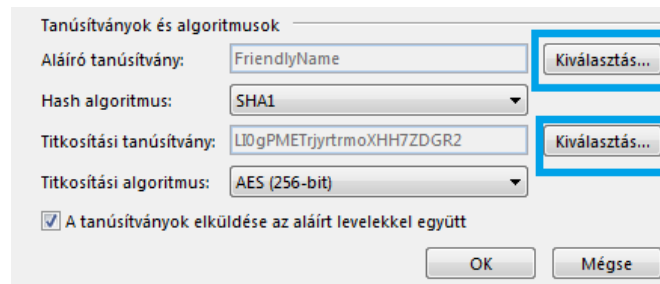 Tanúsítványok és algoritmusok
Aláíró tanúsítvány: FriendlyName Kiválasztás...
Hash algoritmus: SHA1
Titkosítási tanúsítvány: LI0gPMETrjyrtrmoXHH7ZDGR2 Kiválasztás...
Titkosítási algoritmus: AES (256-bit)
A tanúsítványok elküldése az aláírt levelekkel együtt
OK Mégse